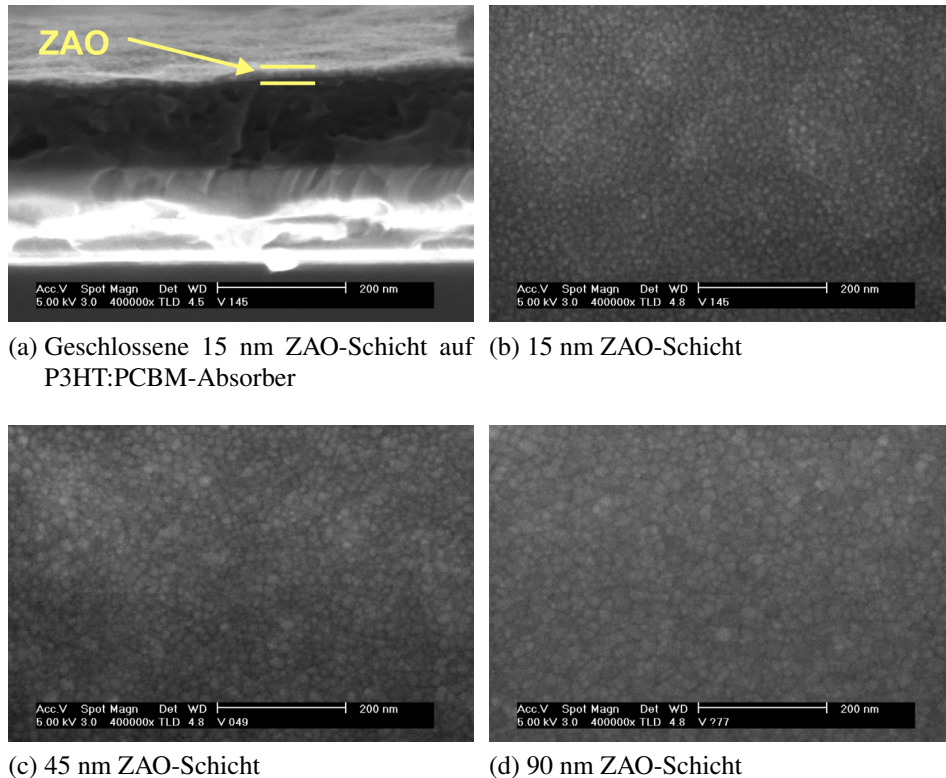 ZAO
Acc.V Spot Magn Det WD 200 nm
5.00 kV 3.0 400000x TLD 4.5 V 145
Acc.V Spot Magn Det WD 200 nm
5.00 kV 3.0 400000x TLD 4.8 V 145
(a) Geschlossene 15 nm ZAO-Schicht auf
P3HT:PCBM-Absorber
(b) 15 nm ZAO-Schicht
Acc.V Spot Magn Det WD 200 nm
5.00 kV 3.0 400000x TLD 4.8 V 049
Acc.V Spot Magn Det WD 200 nm
5.00 kV 3.0 400000x TLD 4.8 V ?77
(c) 45 nm ZAO-Schicht
(d) 90 nm ZAO-Schicht